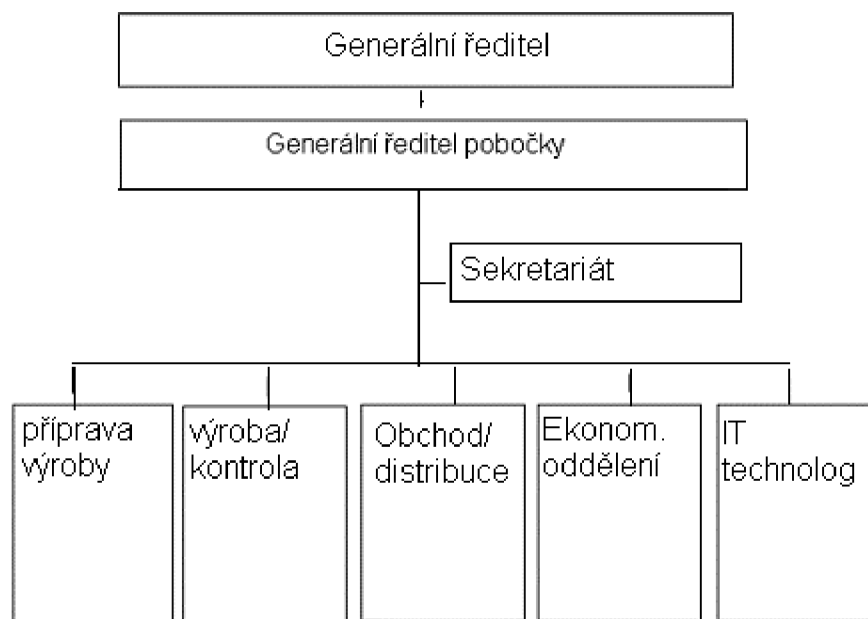 Generální ředitel
Generální ředitel pobočky
Sekretariát
příprava
výroby
výroba/
kontrola
Obchod/
distribuce
Ekonom.
oddělení
IT
technolog